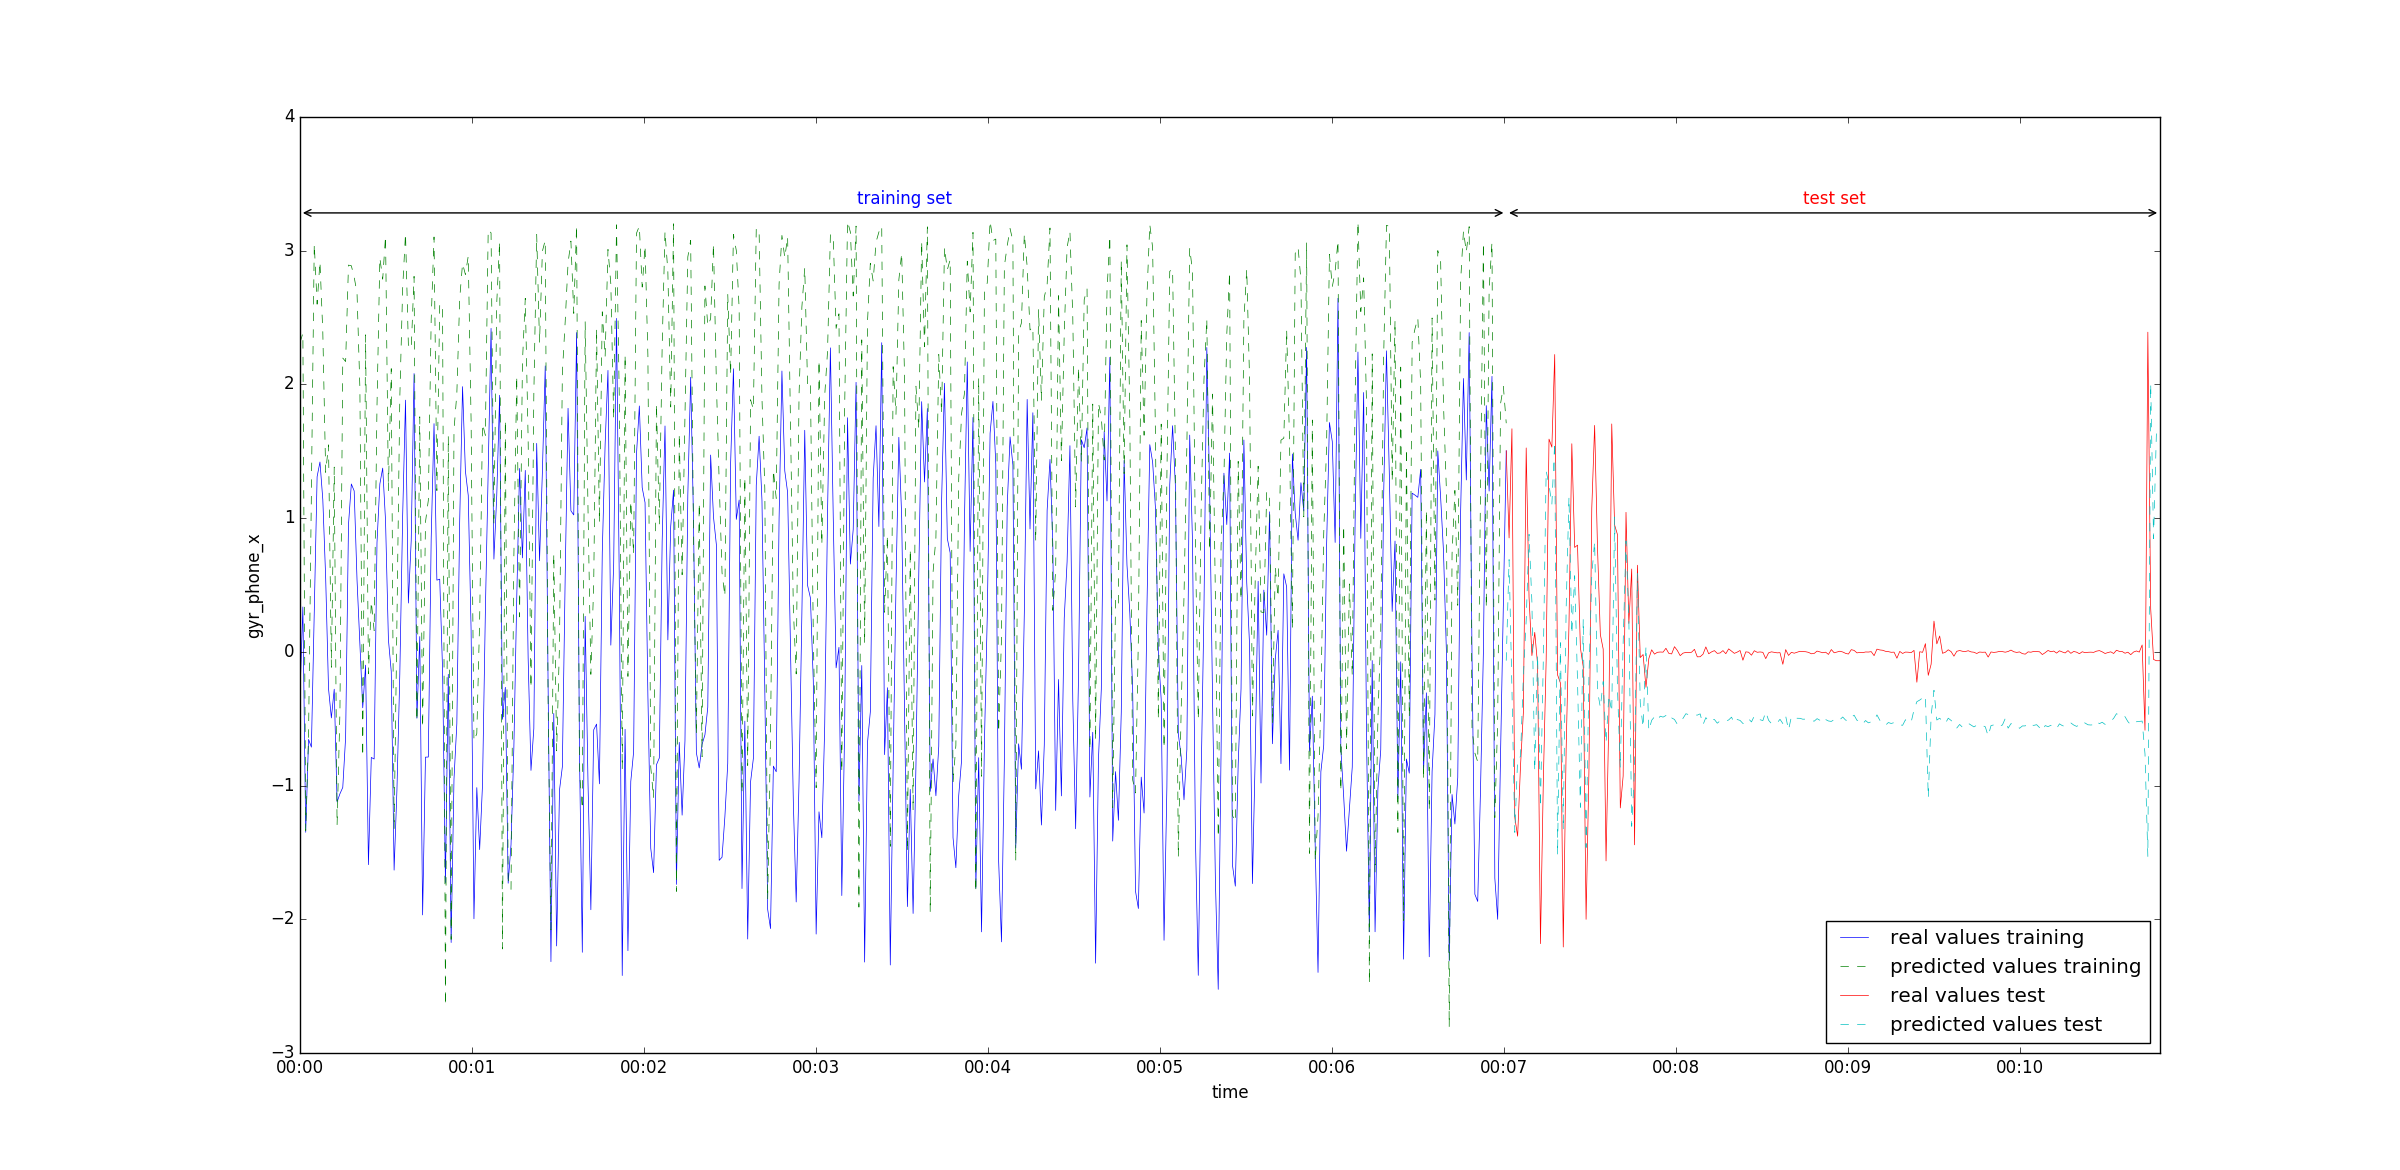 training set
test set
4
3
2
1
0
−1
−2
−3
gyr_phone_x
00:00 00:01 00:02 00:03 00:04 00:05 00:06 00:07 00:08 00:09 00:10
time
real values training
predicted values training
real values test
predicted values test